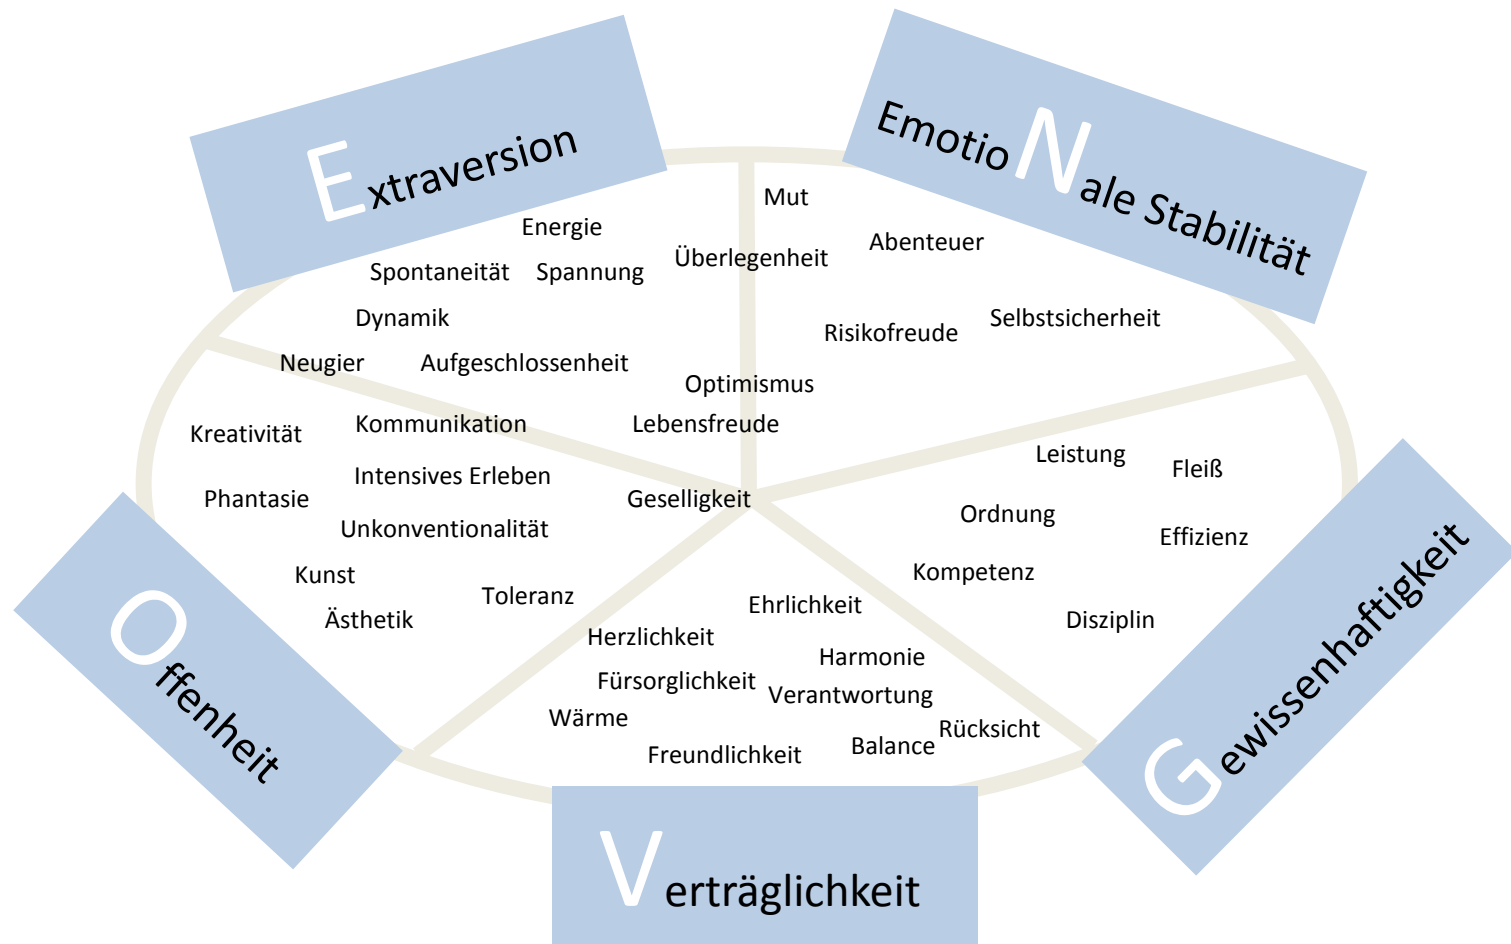 Extraversion
EmotioNale Stabilität
Mut
Energie
Abenteuer
Überlegenheit
Spontaneität
Spannung
Dynamik
Selbstsicherheit
Risikofreude
Neugier
Aufgeschlossenheit
Optimismus
Kreativität
Kommunikation
Lebensfreude
Leistung
Fleiß
Intensives Erleben
Phantasie
Geselligkeit
Ordnung
Unkonventionalität
Effizienz
Kunst
Kompetenz
Toleranz
Ehrlichkeit
Ästhetik
Disziplin
Herzlichkeit
Harmonie
Fürsorglichkeit
Verantwortung
Wärme
Rücksicht
Freundlichkeit
Balance
Offenheit
Gewissenhaftigkeit
Verträglichkeit